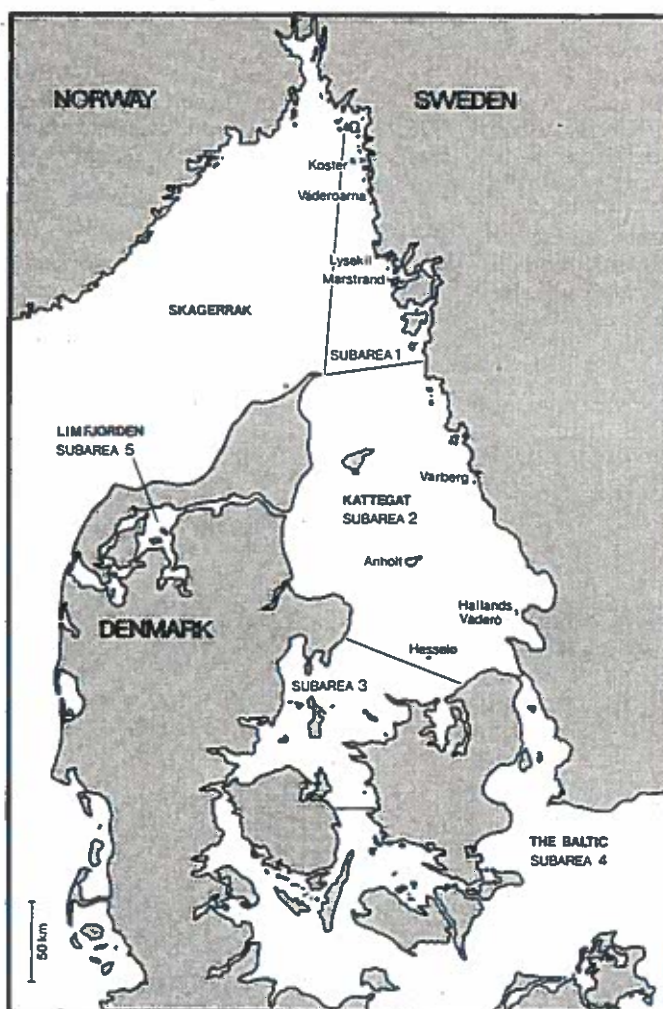 NORWAY
SWEDEN
Koster
Väderoarna
Lysekil
Marstrand
SKAGERRAK
SUBAREA 1
LIMFJORDEN
SUBAREA 5
Varberg
KATTEGAT
SUBAREA 2
Anholt
Hallands
Väderö
DENMARK
Hesselø
SUBAREA 3
THE BALTIC
SUBAREA 4
50 km